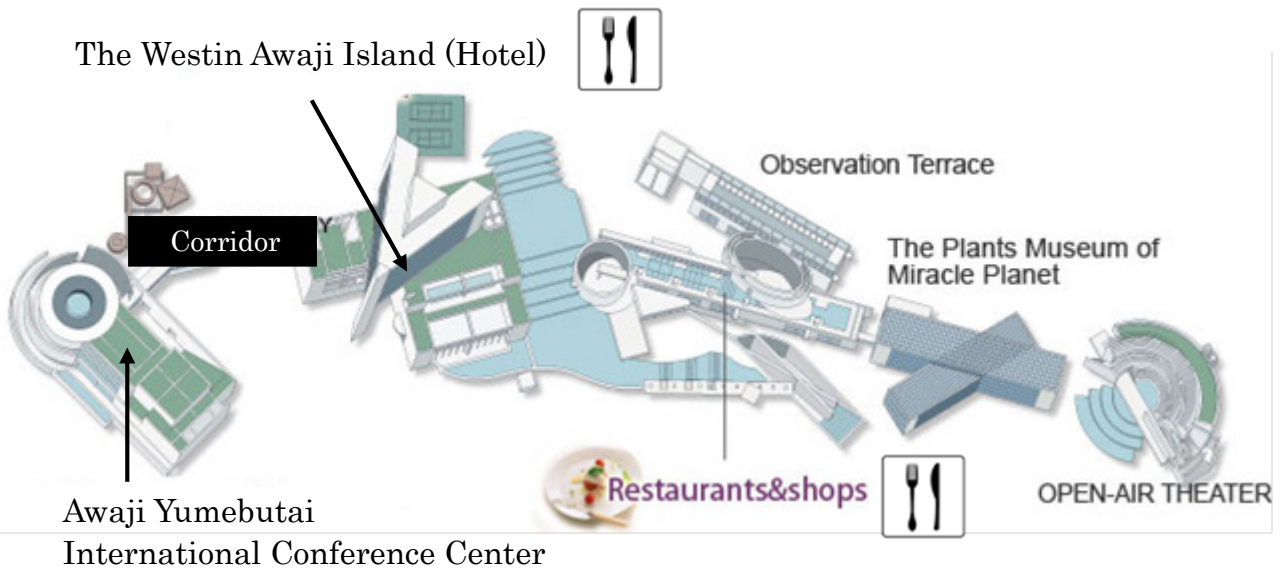 The Westin Awaji Island (Hotel)
Observation Terrace
Corridor
Y
The Plants Museum of
Miracle Planet
Restaurants&shops
OPEN-AIR THEATER
Awaji Yumebutai
International Conference Center